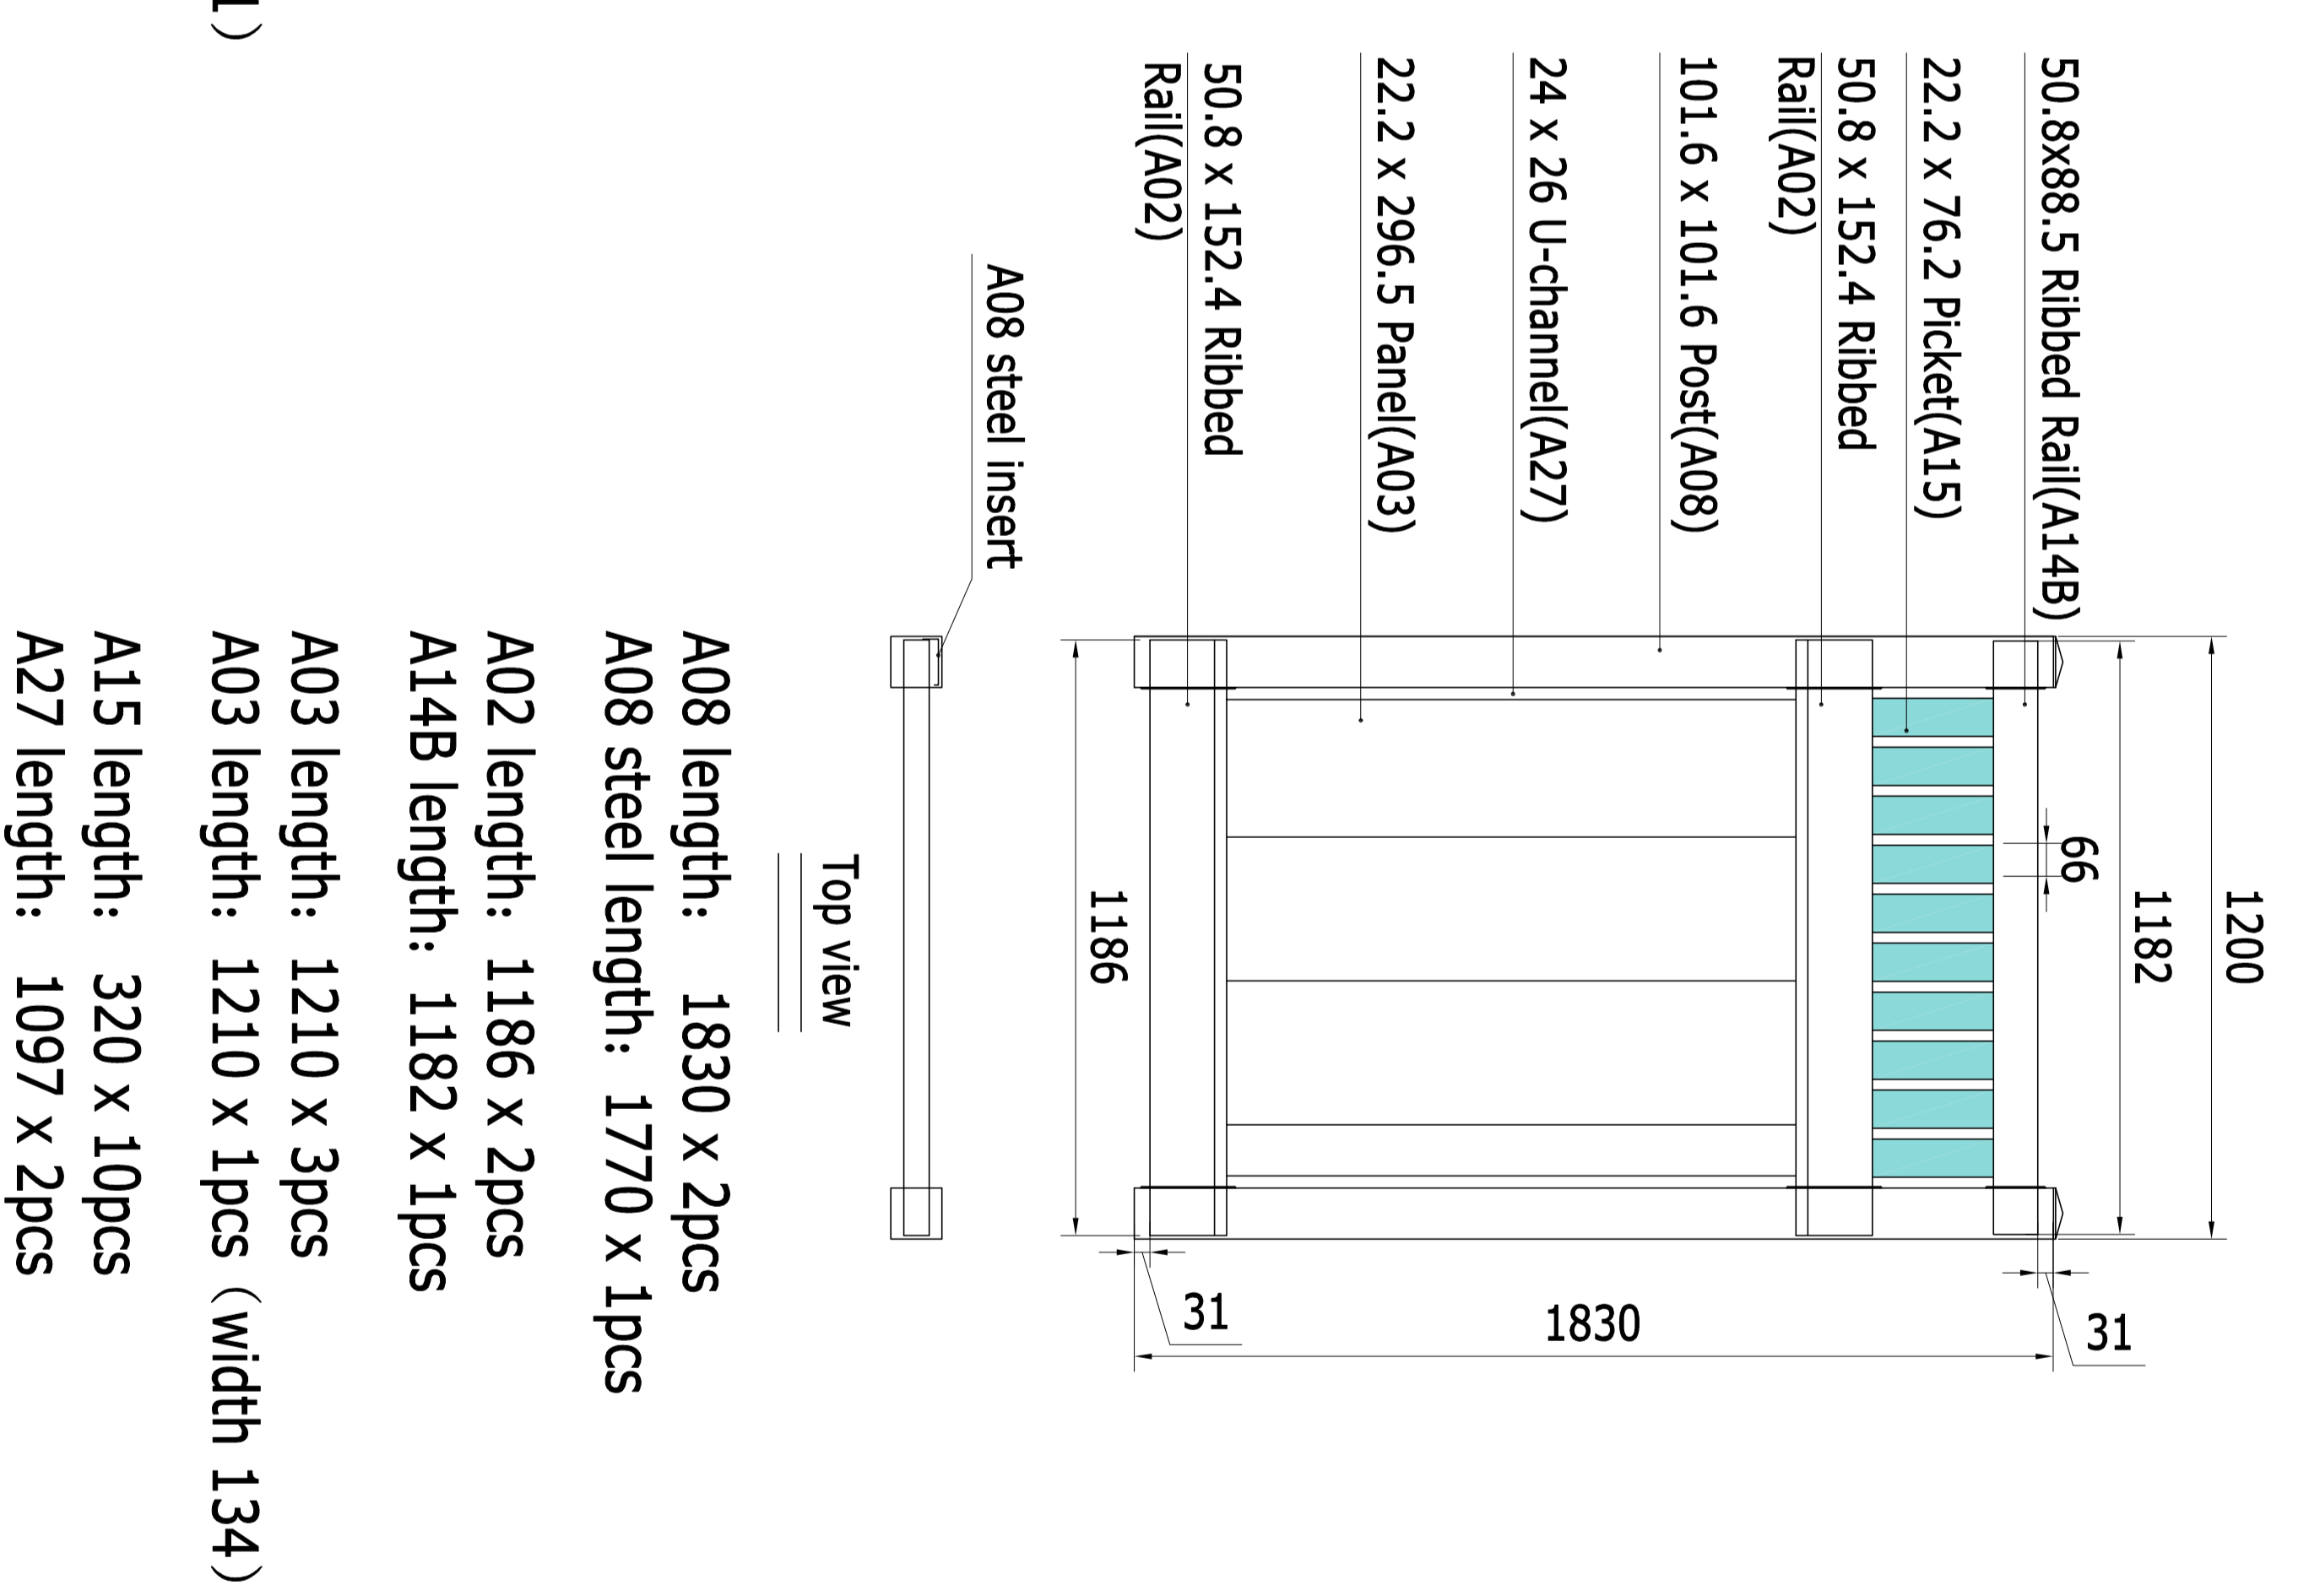 1200
1182
66
50.8x88.5 Ribbed Rail(A14B)
22.2 x 76.2 Picket(A15)
50.8 x 152.4 Ribbed
Rail(A02)
101.6 x 101.6 Post(A08)
24 x 26 U-channel(A27)
22.2 x 296.5 Panel(A03)
50.8 x 152.4 Ribbed
Rail(A02)
31
1830
31
1186
A08 steel insert
Top view
A08 length: 1830 x 2pcs
A08 steel length: 1770 x 1pcs
A02 length: 1186 x 2pcs
A14B length: 1182 x 1pcs
A03 length: 1210 x 3pcs
A03 length: 1210 x 1pcs (Width 134)
A15 length: 320 x 10pcs
A27 length: 1097 x 2pcs